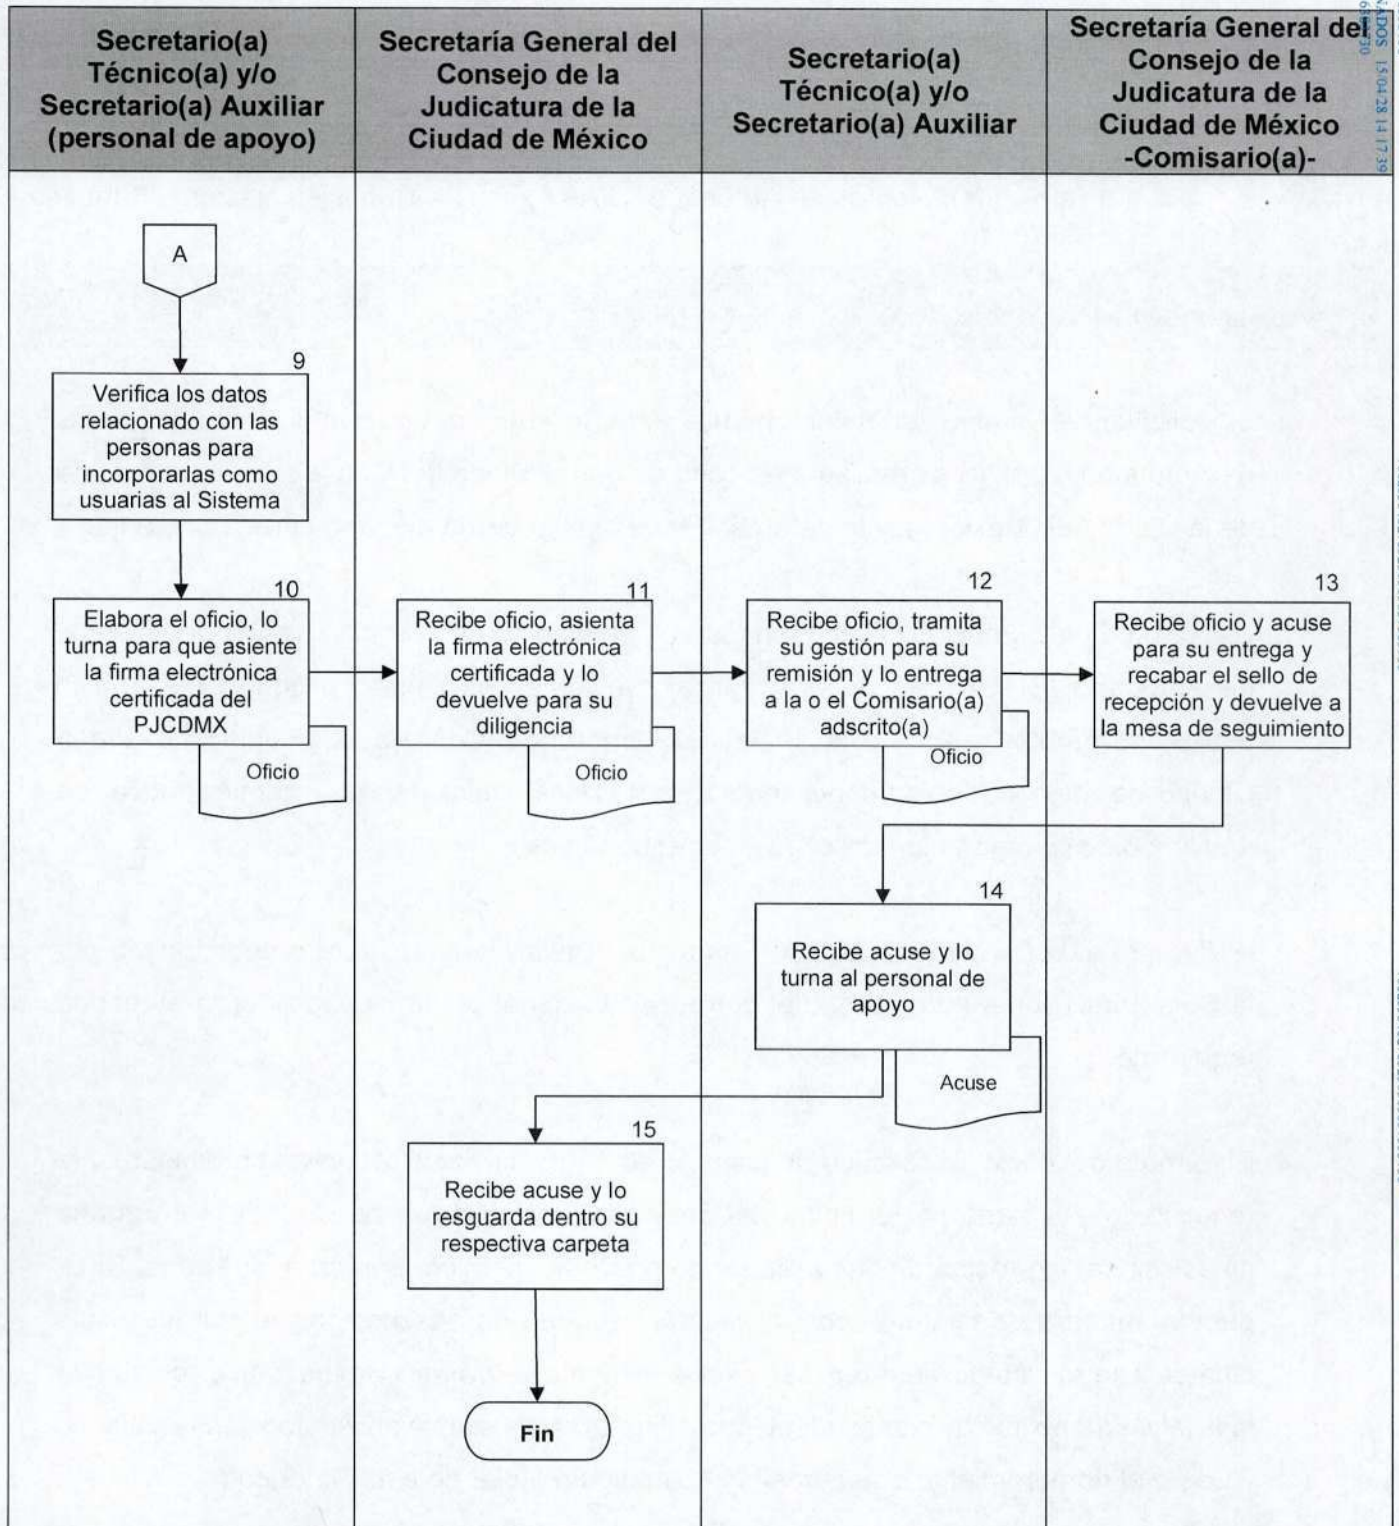 Secretario(a)
Técnico(a) y/o
Secretario(a) Auxiliar
(personal de apoyo)
Secretaría General del
Consejo de la
Judicatura de la
Ciudad de México
Secretario(a)
Técnico(a) y/o
Secretario(a) Auxiliar
Secretaría General del
Consejo de la
Judicatura de la
Ciudad de México
-Comisario(a)-
15/04/28 14:17:39
A
9
Verifica los datos
relacionado con las
personas para
incorporarlas como
usuarias al Sistema
10
Elabora el oficio, lo
turna para que asiente
la firma electrónica
certificada del
PJCDMX
Oficio
11
Recibe oficio, asienta
la firma electrónica
certificada y lo
devuelve para su
diligencia
Oficio
12
Recibe oficio, tramita
su gestión para su
remisión y lo entrega
a la o el Comisario(a)
adscrito(a)
Oficio
13
Recibe oficio y acuse
para su entrega y
recabar el sello de
recepción y devuelve a
la mesa de seguimiento
14
Recibe acuse y lo
turna al personal de
apoyo
Acuse
15
Recibe acuse y lo
resguarda dentro su
respectiva carpeta
Fin